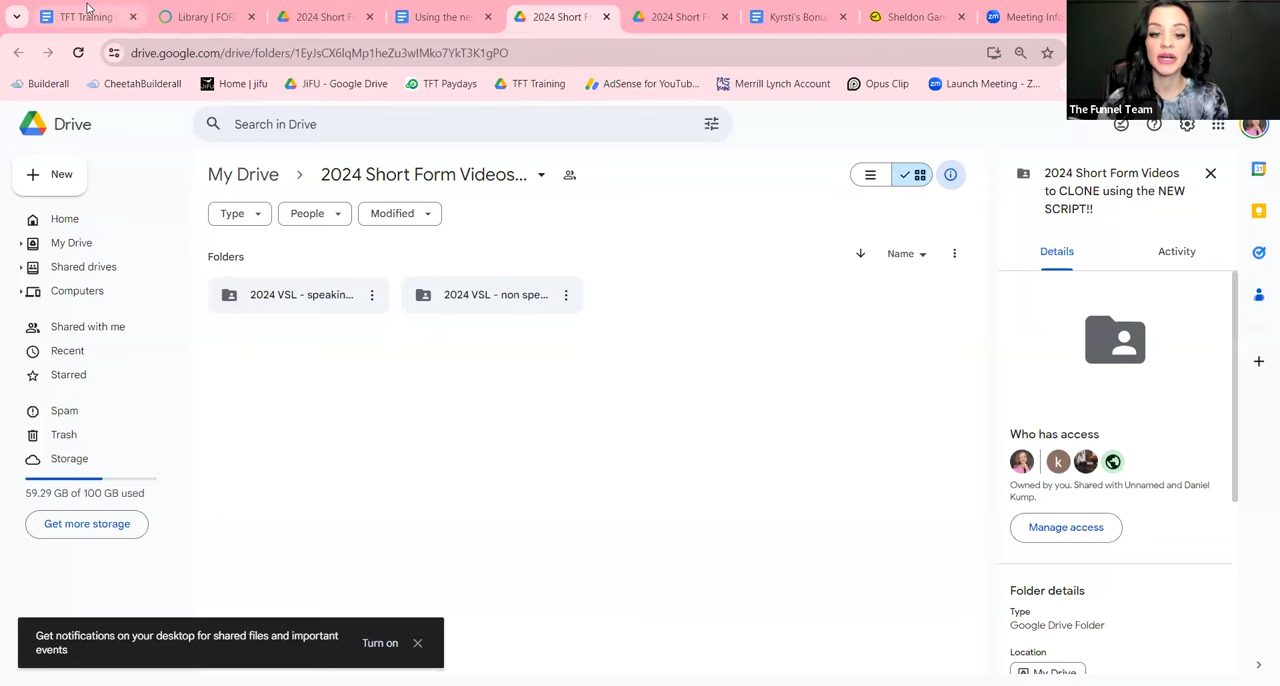 TFT Training
Library | FOR
2024 Short F
Using the ne
2024 Short F
2024 Short F
Kyrsti's Bonu
Sheldon Gan
Meeting Info
drive.google.com/drive/folders/1EyJsCX6lqMp1heZu3wIMko7YkT3K1gPO
Builderall
CheetahBuilderall
Home | jifu
JiFU - Google Drive
TFT Paydays
TFT Training
AdSense for YouTub...
Merrill Lynch Account
Opus Clip
Launch Meeting - Z...
The Funnel Team
Drive
Search in Drive
New
My Drive
2024 Short Form Videos...
Type
People
Modified
Home
My Drive
Shared drives
Computers
Shared with me
Recent
Starred
Spam
Trash
Storage
59.29 GB of 100 GB used
Get more storage
Folders
Name
2024 VSL - speakin...
2024 VSL - non spe...
2024 Short Form Videos
to CLONE using the NEW
SCRIPT!!
Details
Activity
Who has access
k
Owned by you. Shared with Unnamed and Daniel
Kump.
Manage access
Folder details
Type
Google Drive Folder
Location
My Drive
Get notifications on your desktop for shared files and important
events
Turn on